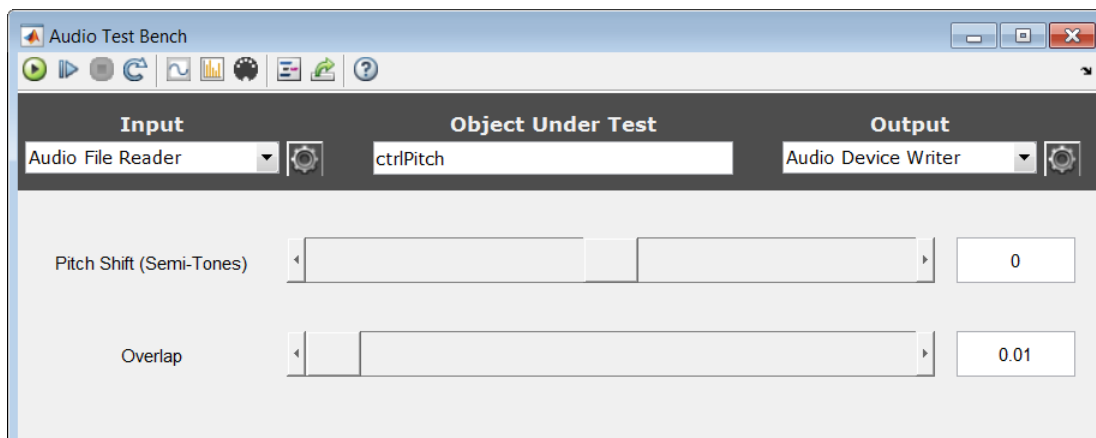 Audio Test Bench
Input Object Under Test Output
Audio File Reader ctrlPitch Audio Device Writer
Pitch Shift (Semi-Tones) 0
Overlap 0.01